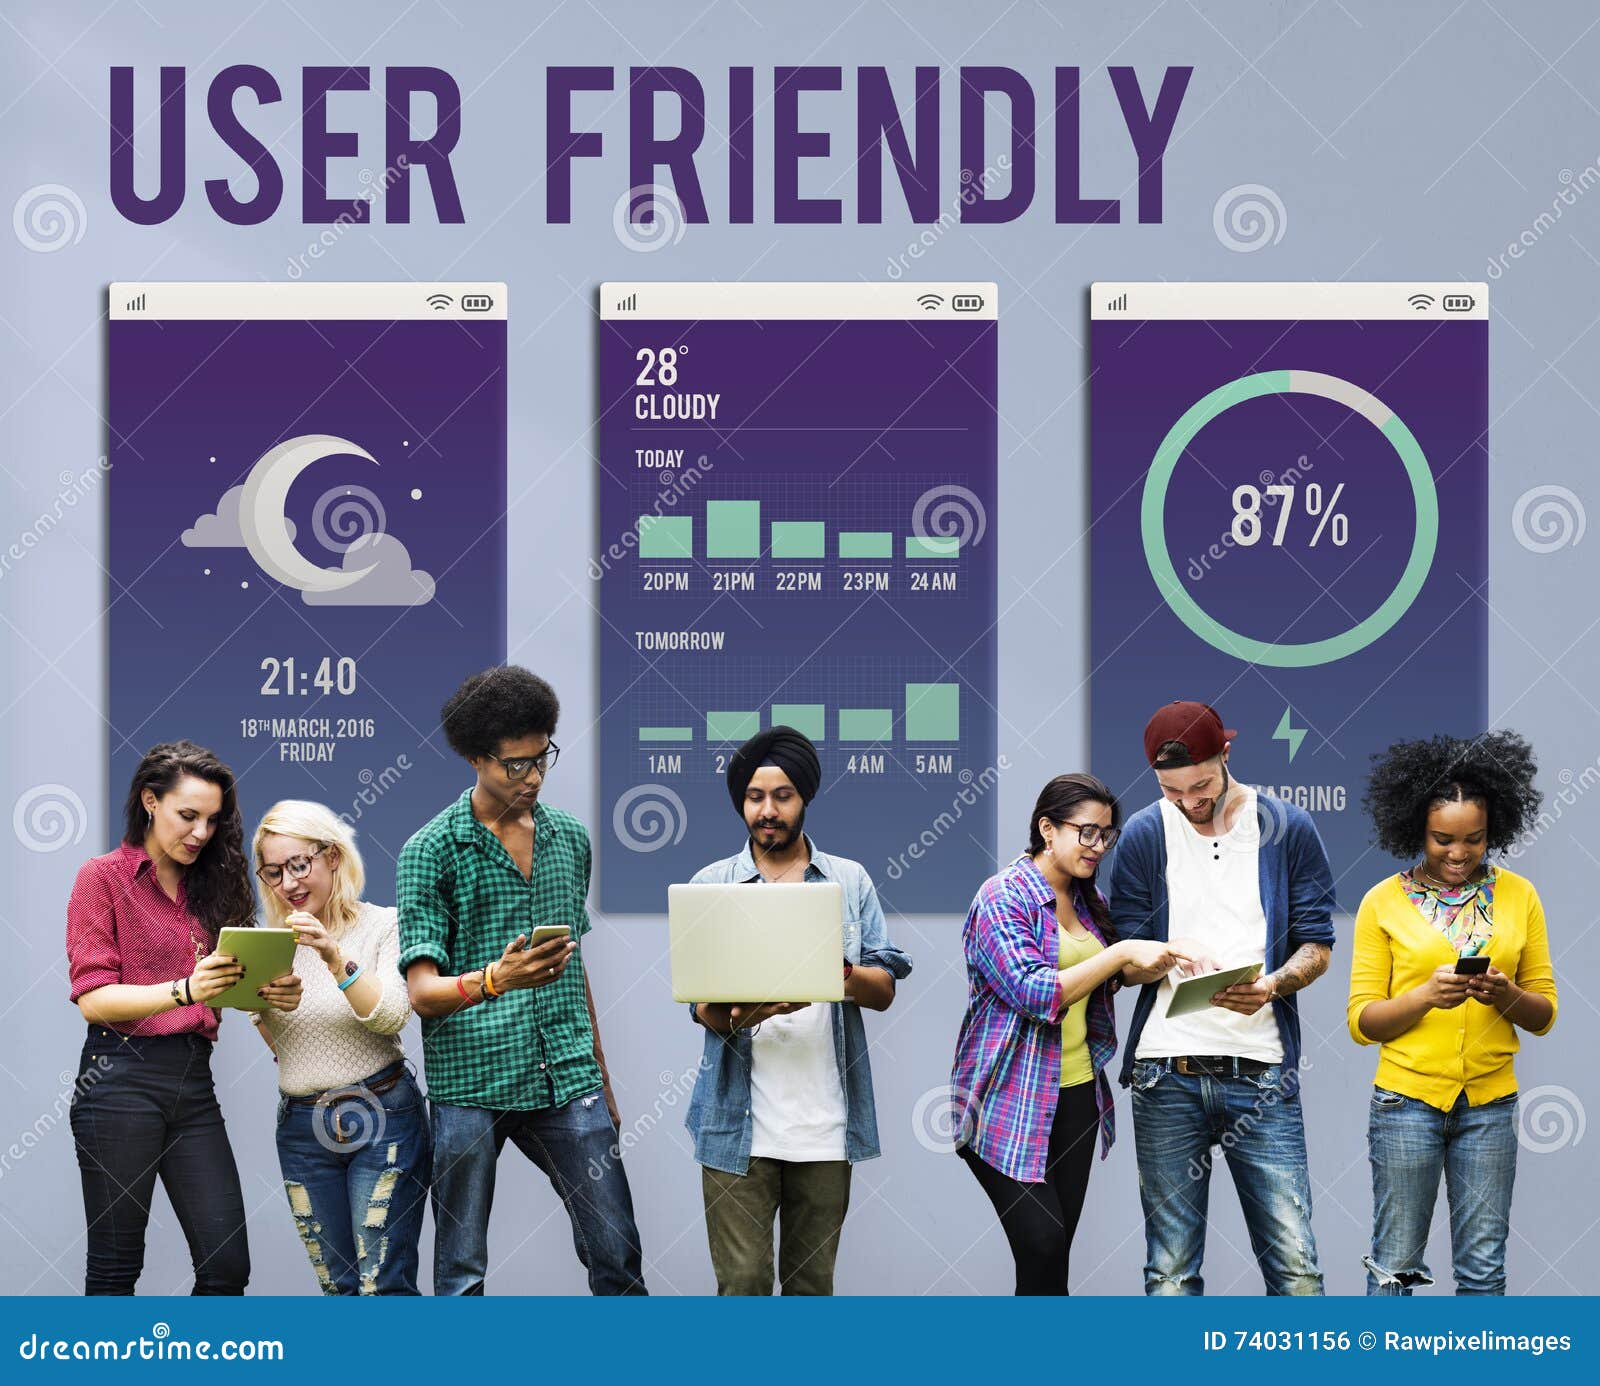 USER FRIENDLY
21:40
18TH MARCH, 2016
FRIDAY
28°
CLOUDY
TODAY
20PM 21PM 22PM 23PM 24AM
TOMORROW
1AM 4AM 5AM
87%
dreamstime.com
ID 74031156 © Rawpixelimages